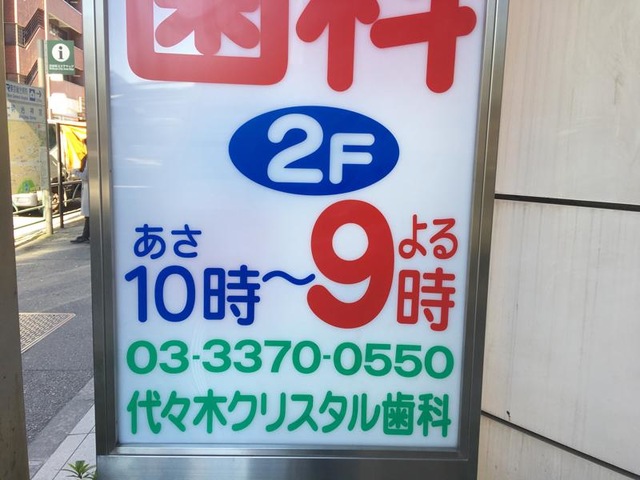 歯科
2F
あさ よる
10時〜9時
03-3370-0550
代々木クリスタル歯科
i